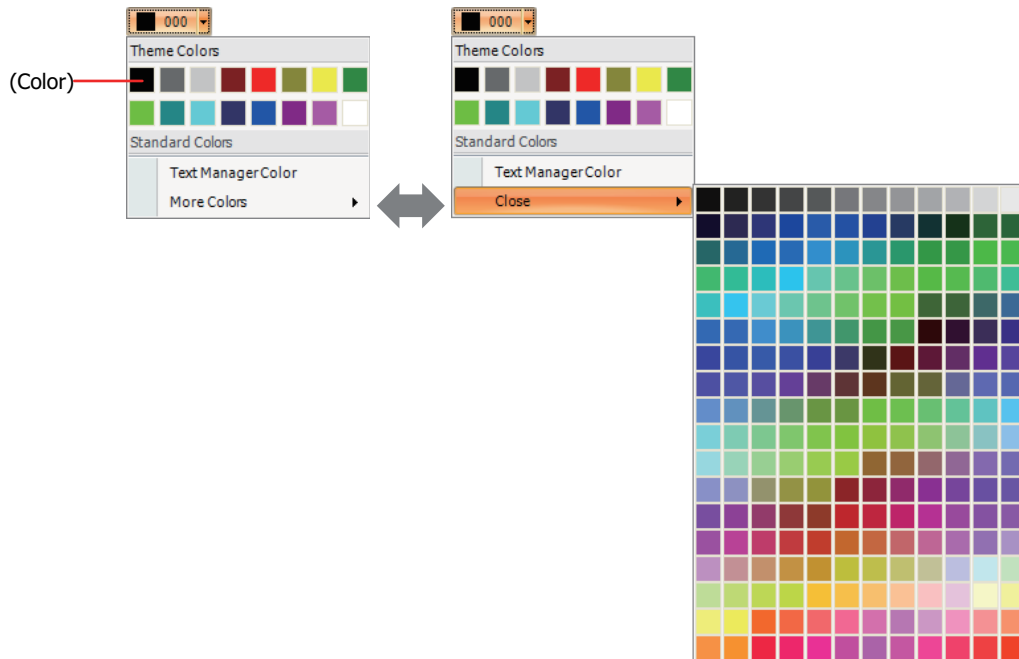 000
Theme Colors
(Color)
Standard Colors
Text Manager Color
More Colors
000
Theme Colors
Standard Colors
Text Manager Color
Close